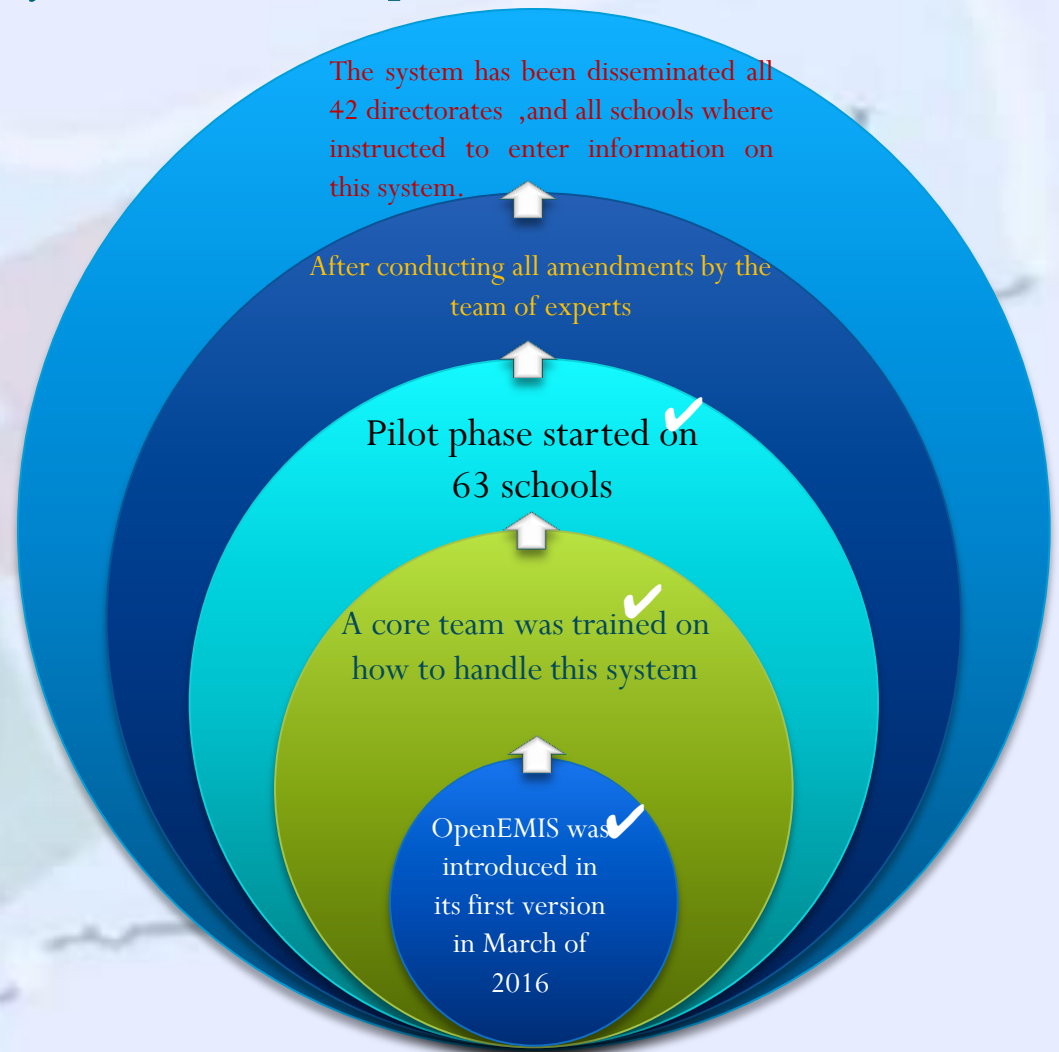 The system has been disseminated all
42 directorates ,and all schools where
instructed to enter information on
this system.
After conducting all amendments by the
team of experts
Pilot phase started on
63 schools
A core team was trained on
how to handle this system
OpenEMIS was
introduced in
its first version
in March of
2016